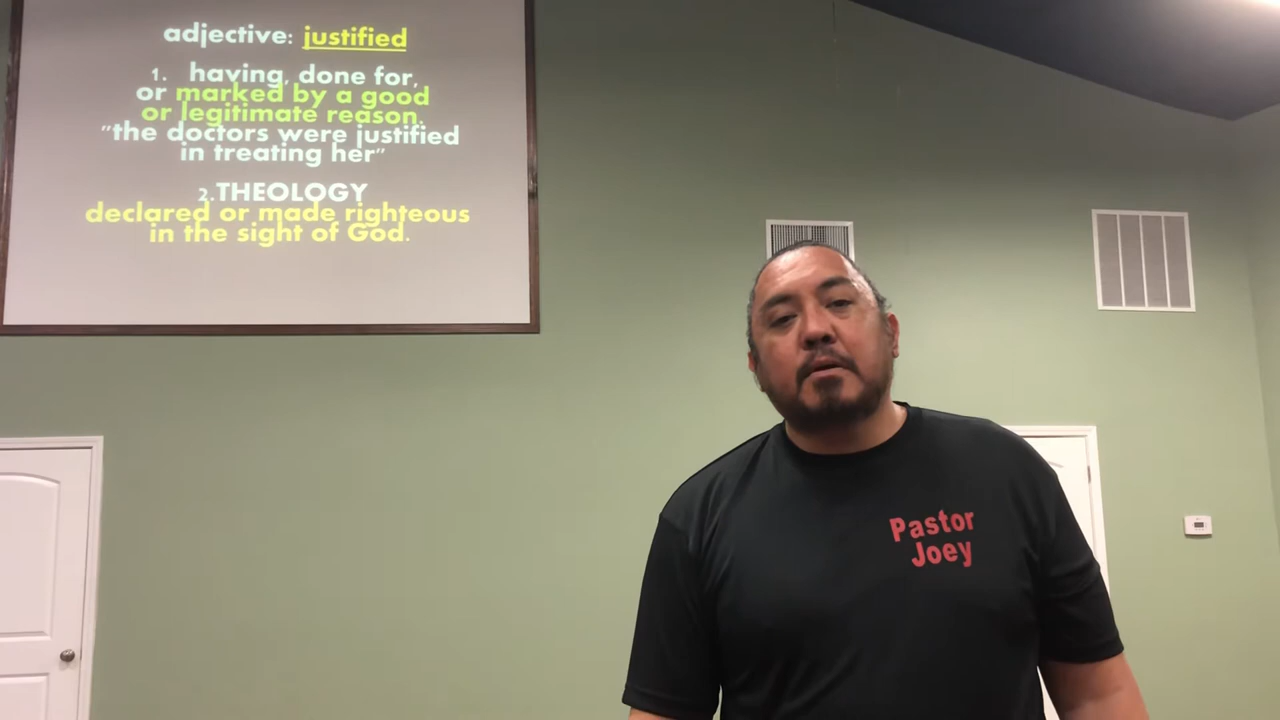 adjective: justified
1. having, done for,
or marked by a good
or legitimate reason.
"the doctors were justified
in treating her"
2.THEOLOGY
declared or made righteous
in the sight of God.
Pastor
Joey